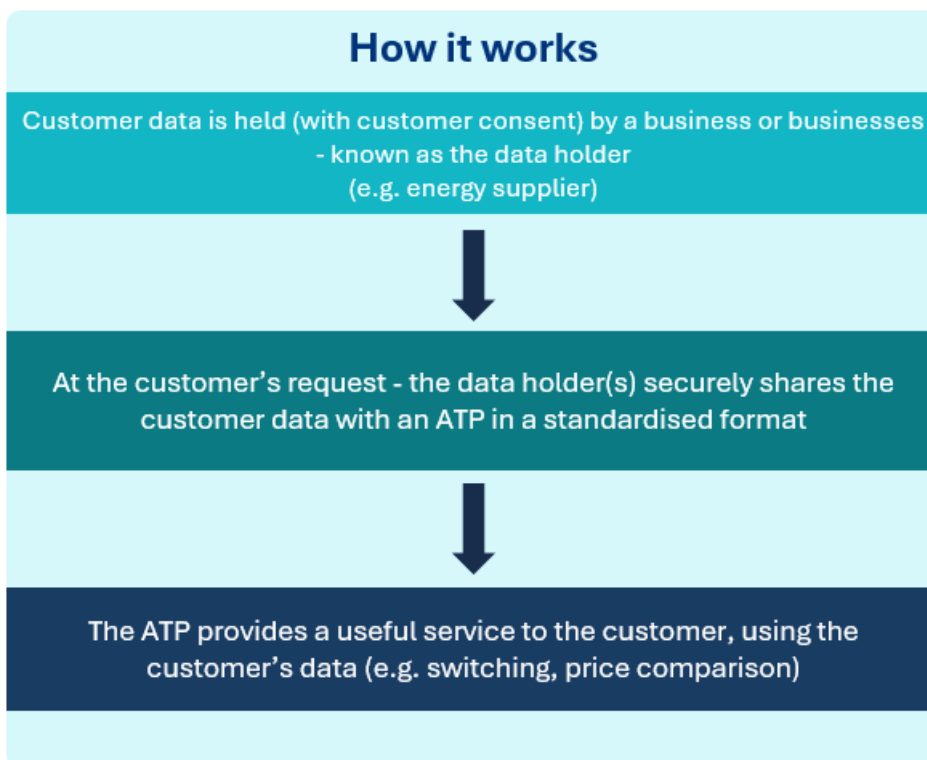 How it works
Customer data is held (with customer consent) by a business or businesses
- known as the data holder
(e.g. energy supplier)
At the customer’s request - the data holder(s) securely shares the
customer data with an ATP in a standardised format
The ATP provides a useful service to the customer, using the
customer’s data (e.g. switching, price comparison)